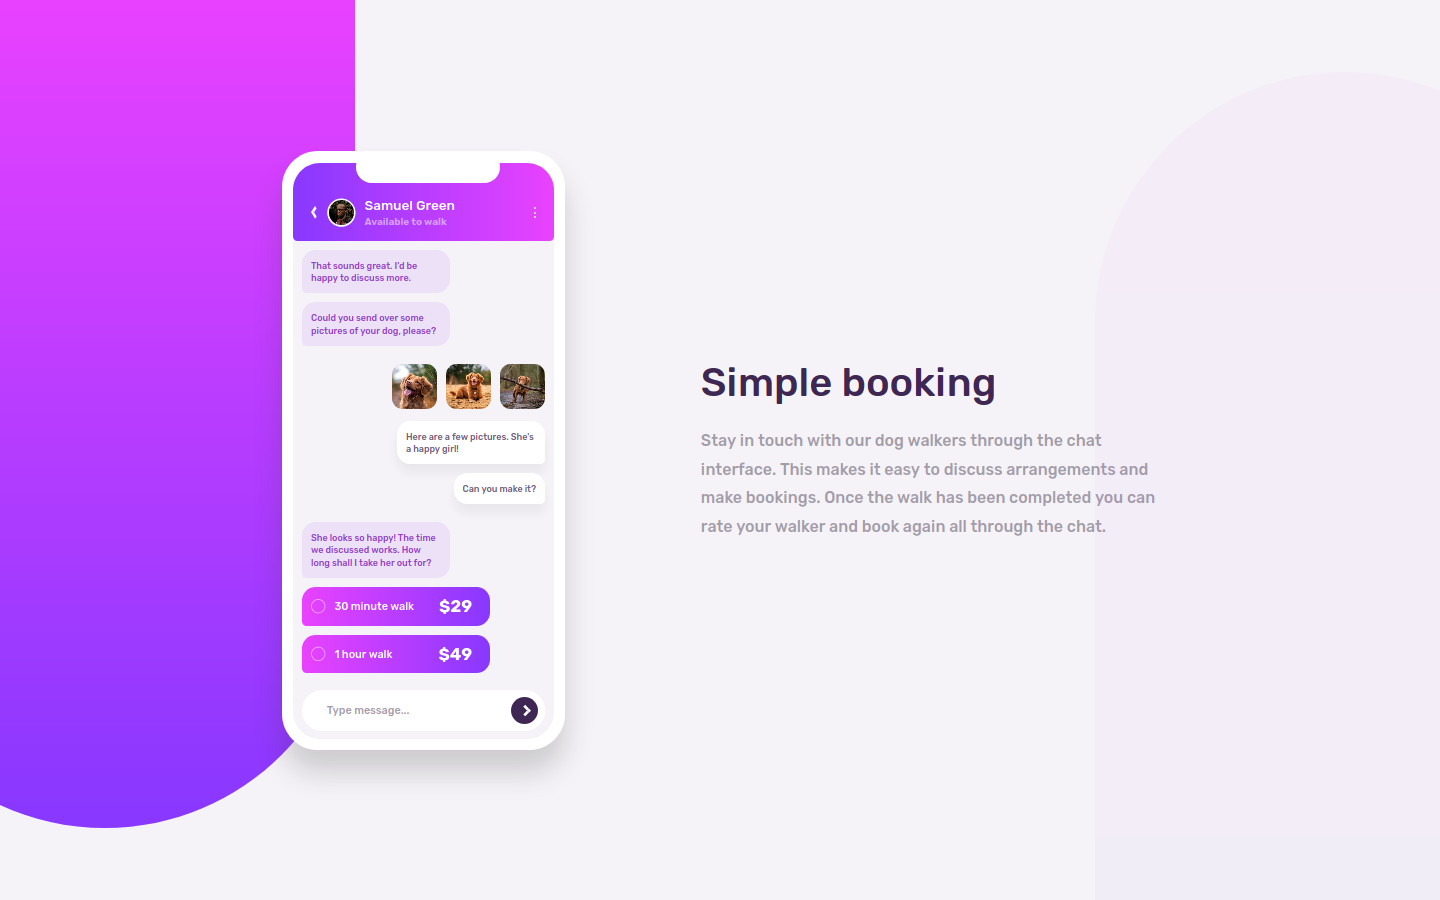 Samuel Green
Available to walk
That sounds great. I'd be
happy to discuss more.
Could you send over some
pictures of your dog, please?
Here are a few pictures. She's
a happy girl!
Can you make it?
She looks so happy! The time
we discussed works. How
long shall I take her out for?
30 minute walk $29
1 hour walk $49
Type message...
Simple booking
Stay in touch with our dog walkers through the chat
interface. This makes it easy to discuss arrangements and
make bookings. Once the walk has been completed you can
rate your walker and book again all through the chat.